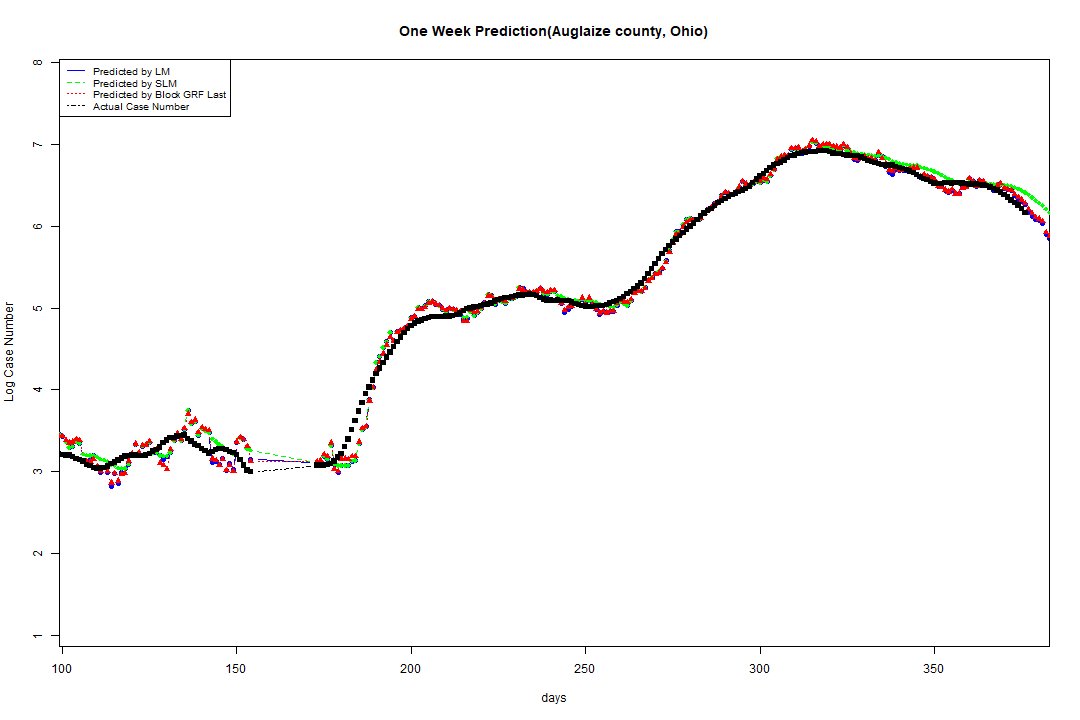 One Week Prediction(Auglaize county, Ohio)
Predicted by LM
Predicted by SLM
Predicted by Block GRF Last
Actual Case Number
8
7
6
5
4
3
2
1
Log Case Number
100 150 200 250 300 350
days